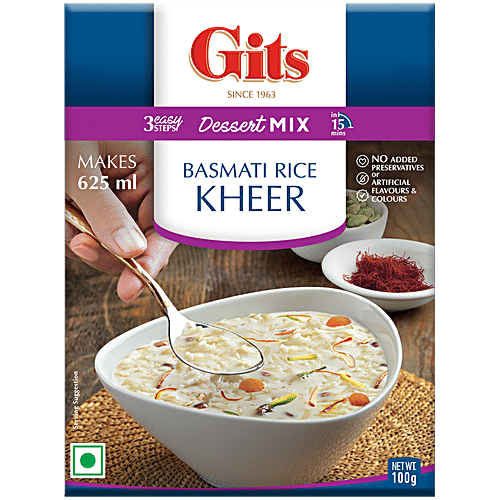 Gits
SINCE 1963
3 easy STEPS!
Dessert MIX
in 15 mins
MAKES
625 ml
BASMATI RICE
KHEER
NO ADDED
PRESERVATIVES
or
ARTIFICIAL
FLAVOURS &
COLOURS
Serving Suggestion
NET WT.
100g